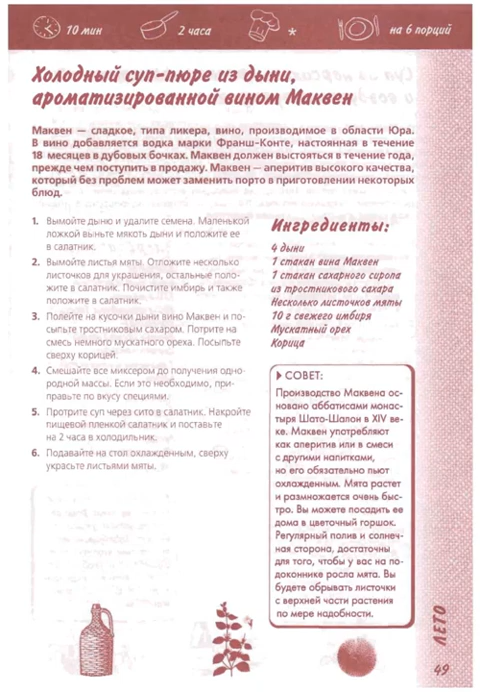 10 мин
2 часа
*
на 6 порций
Холодный суп-пюре из дыни,
ароматизированной вином Маквен
Маквен — сладкое, типа ликера, вино, производимое в области Юра.
В вино добавляется водка марки Франш-Конте, настоянная в течение
18 месяцев в дубовых бочках. Маквен должен выстояться в течение года,
прежде чем поступить в продажу. Маквен — аперитив высокого качества,
который без проблем может заменить порто в приготовлении некоторых
блюд.
1. Вымойте дыню и удалите семена. Маленькой
ложкой выньте мякоть дыни и положите ее
в салатник.
2. Вымойте листья мяты. Отложите несколько
листочков для украшения, остальные поло-
жите в салатник. Почистите имбирь и также
положите в салатник.
3. Полейте на кусочки дыни вино Маквен и по-
сыпьте тростниковым сахаром. Потрите на
смесь немного мускатного ореха. Посыпьте
сверху корицей.
4. Смешайте все миксером до получения одно-
родной массы. Если это необходимо, при-
правьте по вкусу специями.
5. Протрите суп через сито в салатник. Накройте
пищевой пленкой салатник и поставьте
на 2 часа в холодильник.
6. Подавайте на стол охлажденным, сверху
украсьте листьями мяты.
Ингредиенты:
4 дыни
1 стакан вина Маквен
1 стакан сахарного сиропа
из тростникового сахара
Несколько листочков мяты
10 г свежего имбиря
Мускатный орех
Корица
СОВЕТ:
Производство Маквена ос-
новано аббатисами монас-
тыря Шато-Шалон в XIV ве-
ке. Маквен употребляют
как аперитив или в смеси
с другими напитками,
но его обязательно пьют
охлажденным. Мята растет
и размножается очень быс-
тро. Вы можете посадить ее
дома в цветочный горшок.
Регулярный полив и солнеч-
ная сторона, достаточны
для того, чтобы у вас на по-
доконнике росла мята. Вы
будете обрывать листочки
с верхней части растения
по мере надобности.
ЛЕТО
49